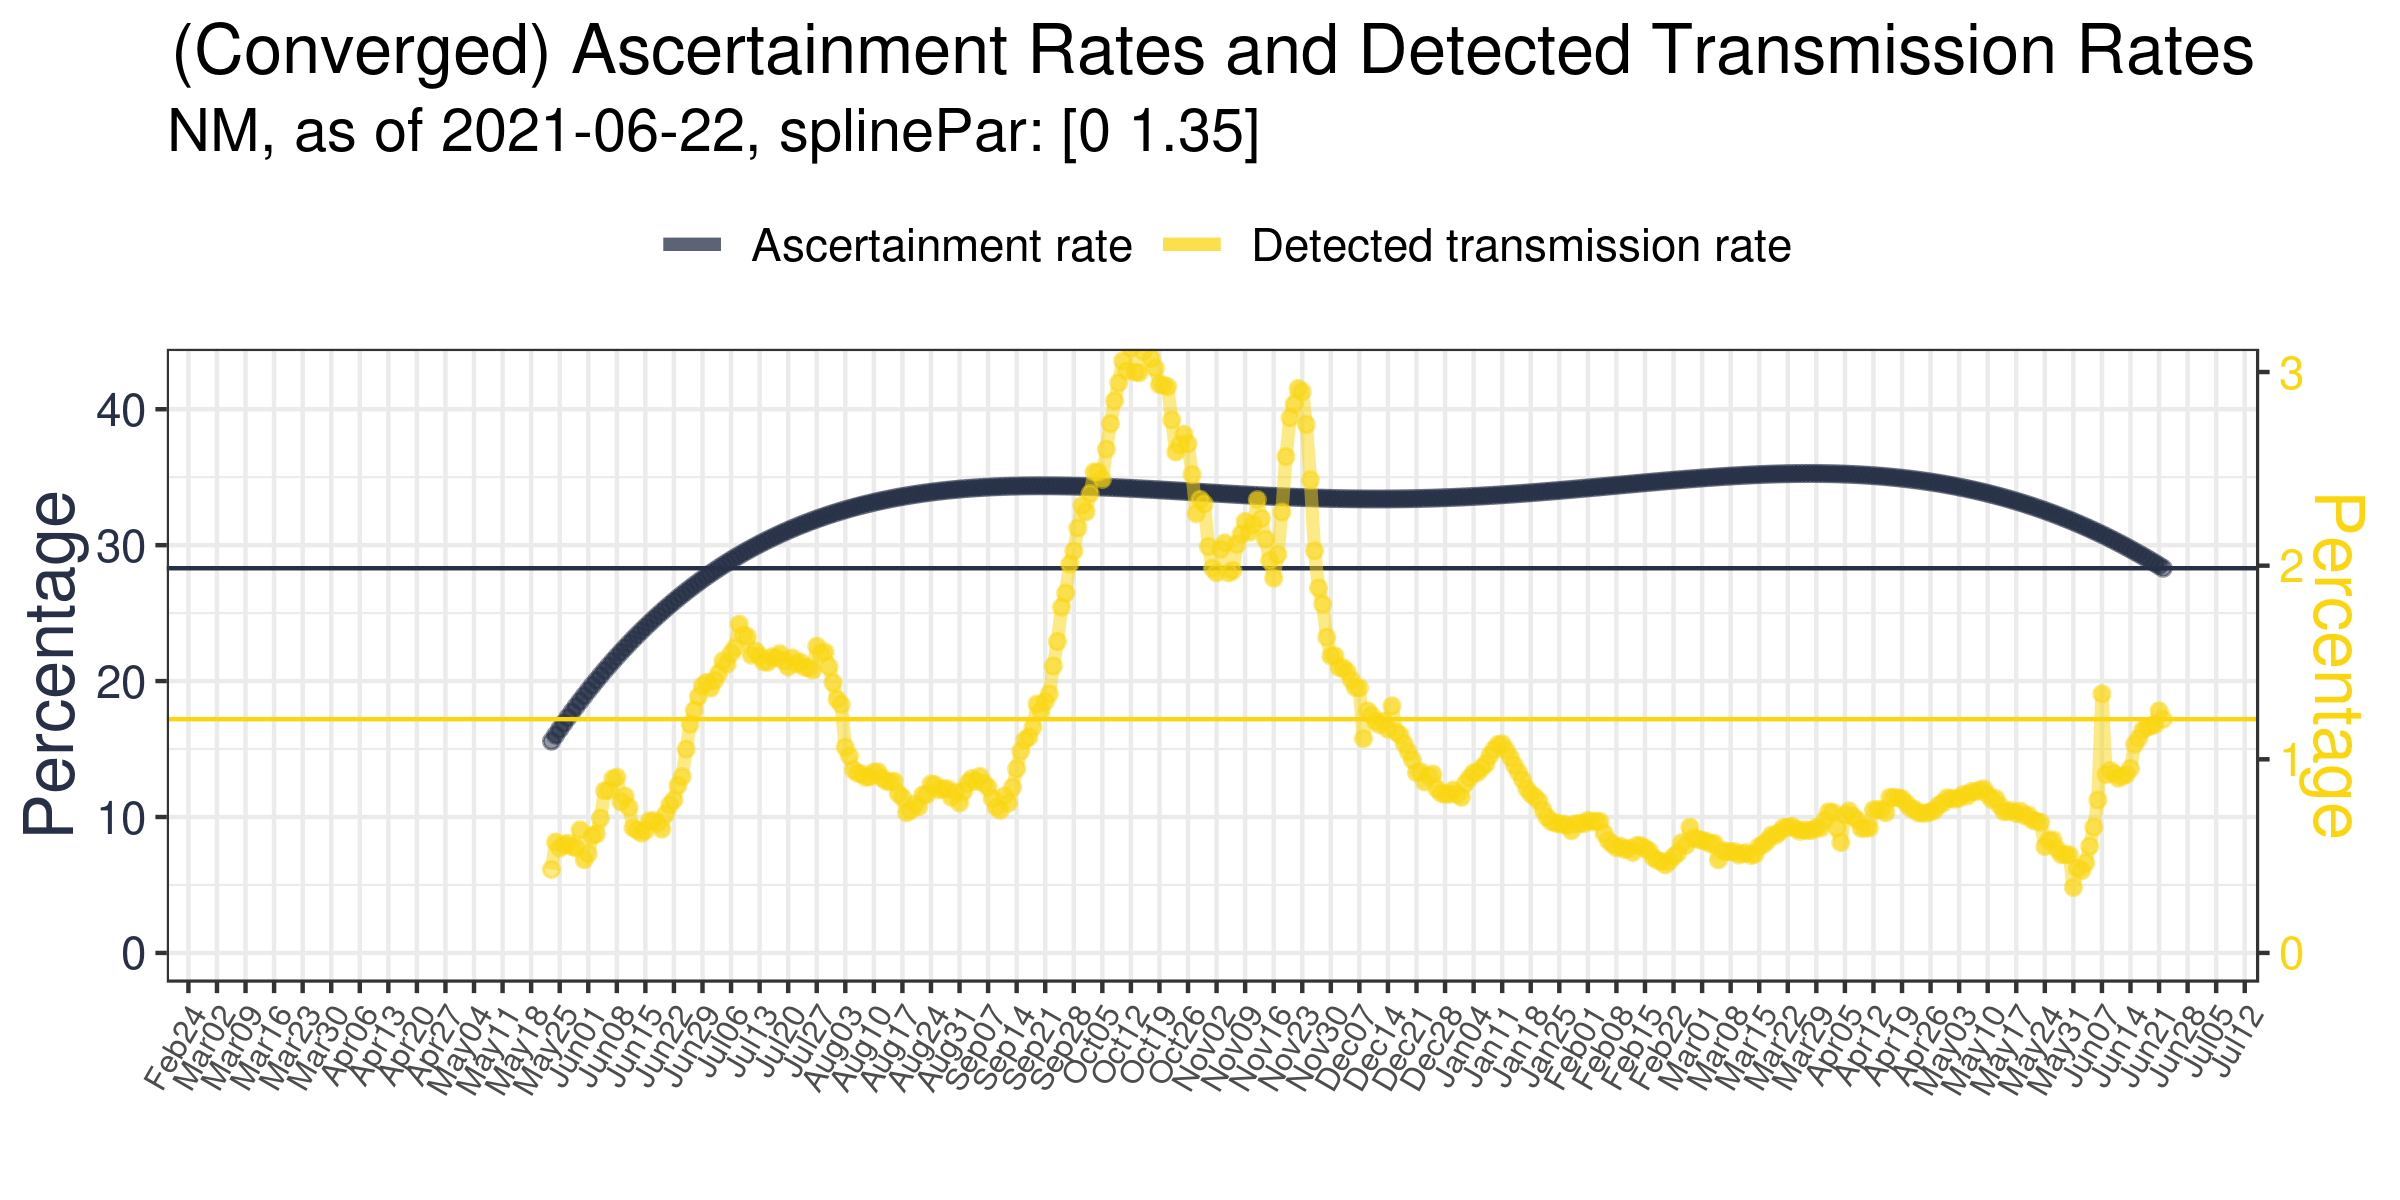 (Converged) Ascertainment Rates and Detected Transmission Rates
NM, as of 2021-06-22, splinePar: [0 1.35]
Ascertainment rate
Detected transmission rate
Percentage
40
30
20
10
0
3
2
1
0
Percentage
Feb24
Mar02
Mar09
Mar16
Mar23
Mar30
Apr06
Apr13
Apr20
Apr27
May04
May11
May18
May25
Jun01
Jun08
Jun15
Jun22
Jun29
Jul06
Jul13
Jul20
Jul27
Aug03
Aug10
Aug17
Aug24
Aug31
Sep07
Sep14
Sep21
Sep28
Oct05
Oct12
Oct19
Oct26
Nov02
Nov09
Nov16
Nov23
Nov30
Dec07
Dec14
Dec21
Dec28
Jan04
Jan11
Jan18
Jan25
Feb01
Feb08
Feb15
Feb22
Mar01
Mar08
Mar15
Mar22
Mar29
Apr05
Apr12
Apr19
Apr26
May03
May10
May17
May24
May31
Jun07
Jun14
Jun21
Jun28
Jul05
Jul12